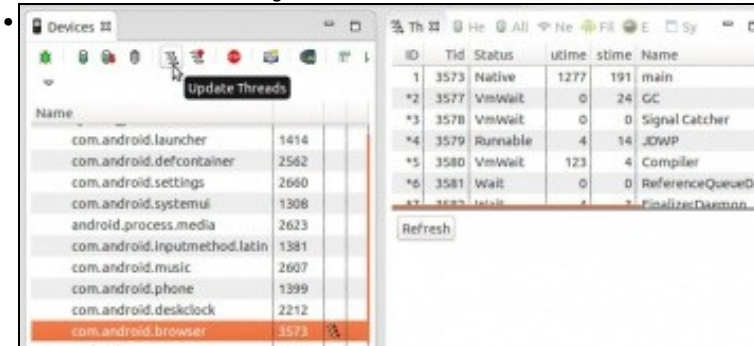 Devices
Th He All Ne Fil E Sy
Update Threads
Name
com.android.launcher 1414
com.android.defcontainer 2562
com.android.settings 2660
com.android.systemui 1308
android.process.media 2623
com.android.inputmethod.latin 1381
com.android.music 2607
com.android.phone 1399
com.android.deskclock 2212
com.android.browser 3573
ID Tid Status utime stime Name
1 3573 Native 1277 191 main
*2 3577 VmWait 0 24 GC
*3 3578 VmWait 0 0 Signal Catcher
*4 3579 Runnable 4 14 JDWP
*5 3580 VmWait 123 4 Compiler
*6 3581 Wait 0 0 ReferenceQueueD
FinalizerDaemon
Refresh